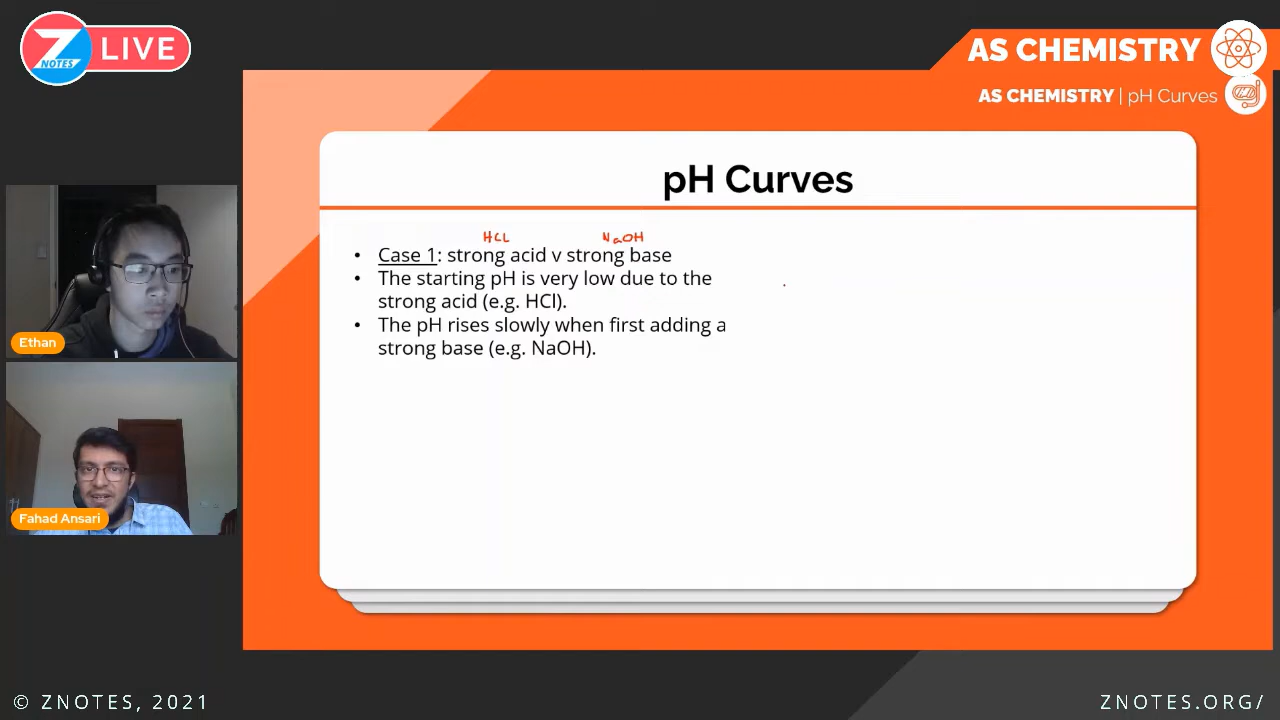 Z NOTES LIVE
AS CHEMISTRY
AS CHEMISTRY | pH Curves
pH Curves
HCL NaOH
• Case 1: strong acid v strong base
• The starting pH is very low due to the
strong acid (e.g. HCl).
• The pH rises slowly when first adding a
strong base (e.g. NaOH).
Ethan
Fahad Ansari
© ZNOTES, 2021
ZNOTES.ORG/